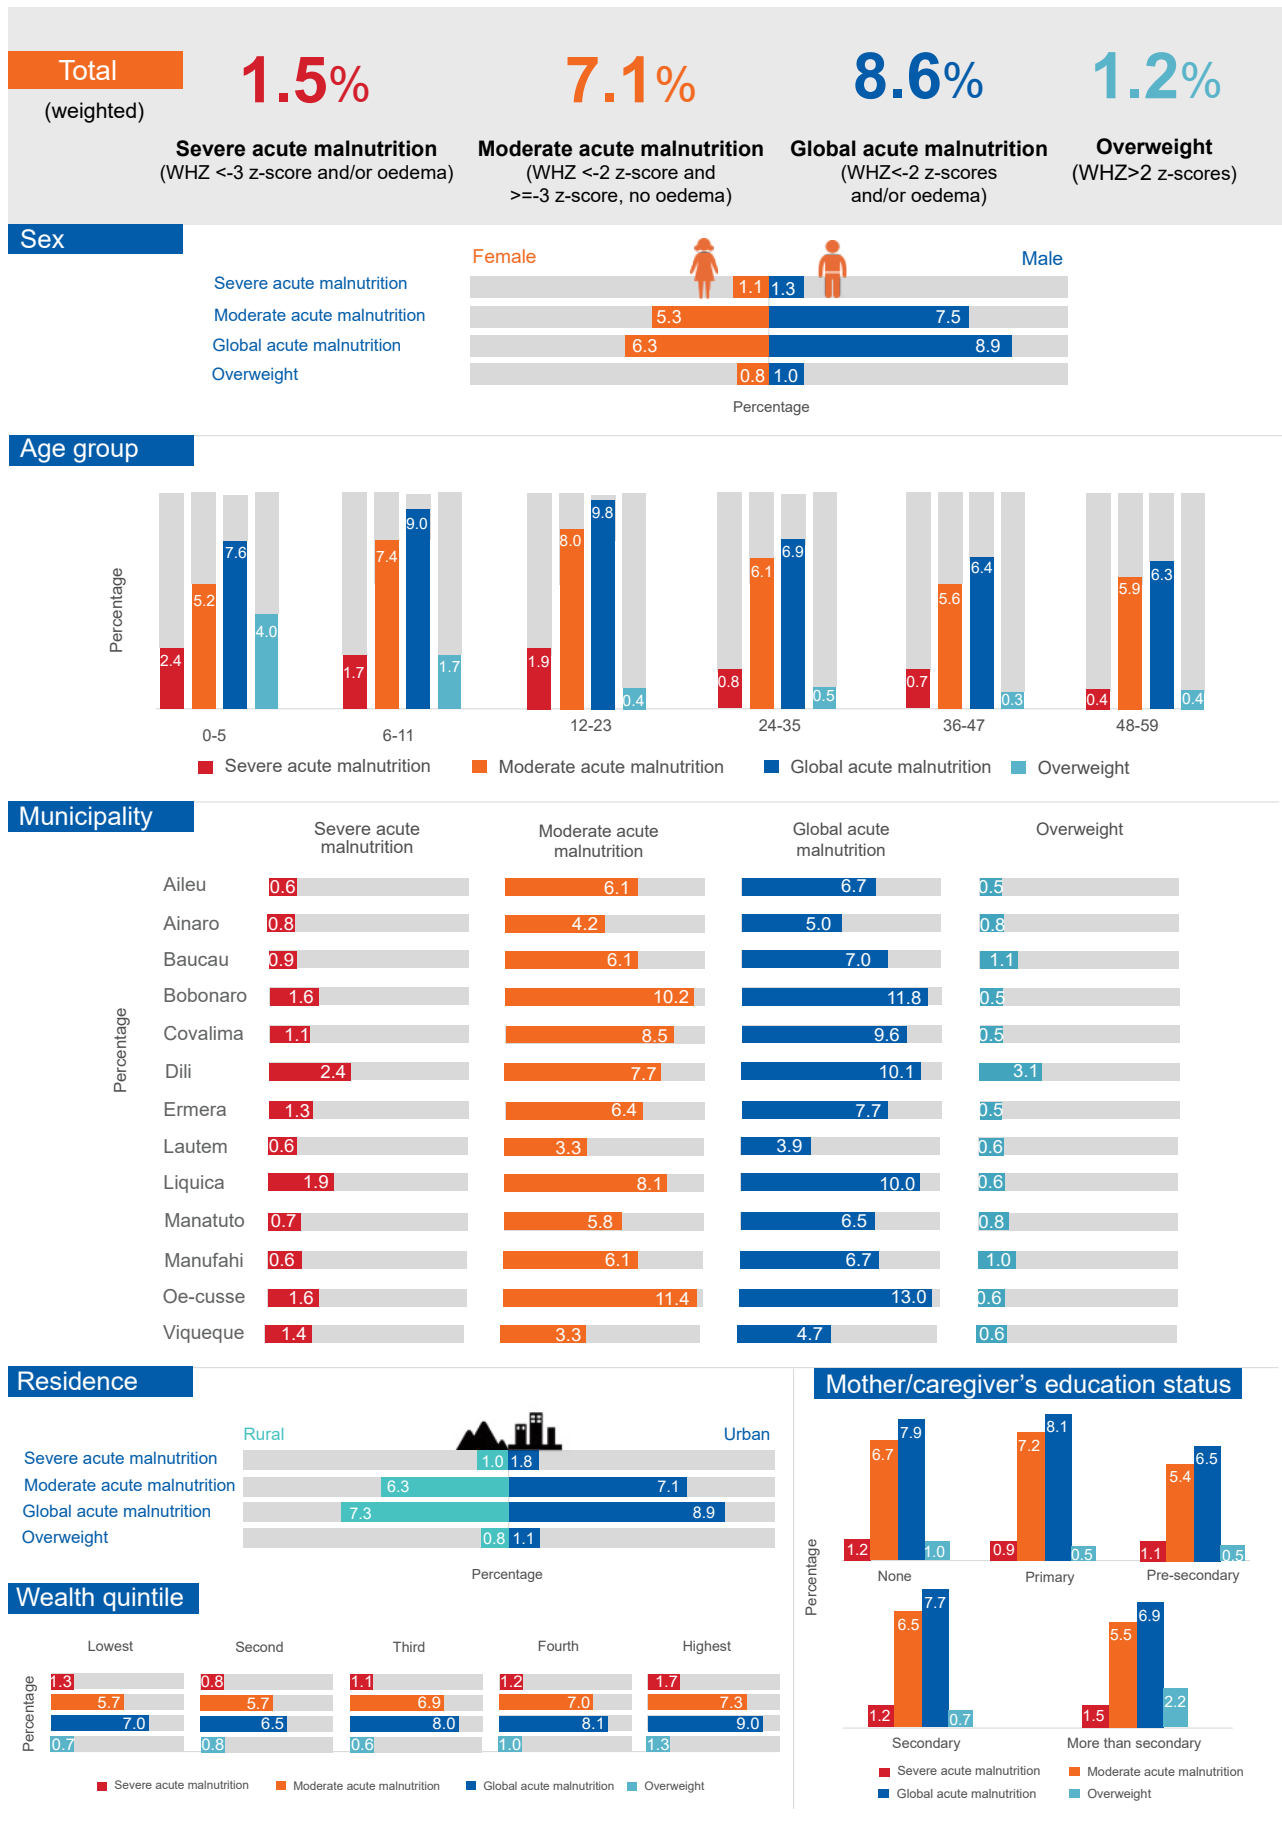 Total
(weighted)
1.5%
7.1%
8.6%
1.2%
Severe acute malnutrition
(WHZ <-3 z-score and/or oedema)
Moderate acute malnutrition
(WHZ <-2 z-score and
>=-3 z-score, no oedema)
Global acute malnutrition
(WHZ<-2 z-scores
and/or oedema)
Overweight
(WHZ>2 z-scores)
Sex
Female
Male
Severe acute malnutrition
1.1 1.3
Moderate acute malnutrition
5.3 7.5
Global acute malnutrition
6.3 8.9
Overweight
0.8 1.0
Percentage
Age group
Percentage
2.4 5.2 7.6 4.0
1.7 7.4 9.0 1.7
1.9 8.0 9.8 0.4
0.8 6.1 6.9 0.5
0.7 5.6 6.4 0.3
0.4 5.9 6.3 0.4
0-5 6-11 12-23 24-35 36-47 48-59
Severe acute malnutrition Moderate acute malnutrition Global acute malnutrition Overweight
Municipality
Severe acute
malnutrition
Moderate acute
malnutrition
Global acute
malnutrition
Overweight
Percentage
Aileu 0.6 6.1 6.7 0.5
Ainaro 0.8 4.2 5.0 0.8
Baucau 0.9 6.1 7.0 1.1
Bobonaro 1.6 10.2 11.8 0.5
Covalima 1.1 8.5 9.6 0.5
Dili 2.4 7.7 10.1 3.1
Ermera 1.3 6.4 7.7 0.5
Lautem 0.6 3.3 3.9 0.6
Liquica 1.9 8.1 10.0 0.6
Manatuto 0.7 5.8 6.5 0.8
Manufahi 0.6 6.1 6.7 1.0
Oe-cusse 1.6 11.4 13.0 0.6
Viqueque 1.4 3.3 4.7 0.6
Residence
Rural
Urban
Severe acute malnutrition
1.0 1.8
Moderate acute malnutrition
6.3 7.1
Global acute malnutrition
7.3 8.9
Overweight
0.8 1.1
Percentage
Wealth quintile
Lowest Second Third Fourth Highest
Percentage
1.3 0.8 1.1 1.2 1.7
5.7 5.7 6.9 7.0 7.3
7.0 6.5 8.0 8.1 9.0
0.7 0.8 0.6 1.0 1.3
Severe acute malnutrition Moderate acute malnutrition Global acute malnutrition Overweight
Mother/caregiver's education status
Percentage
1.2 6.7 7.9 1.0
0.9 7.2 8.1 0.5
1.1 5.4 6.5 0.5
None Primary Pre-secondary
1.2 6.5 7.7 0.7
1.5 5.5 6.9 2.2
Secondary More than secondary
Severe acute malnutrition Moderate acute malnutrition
Global acute malnutrition Overweight